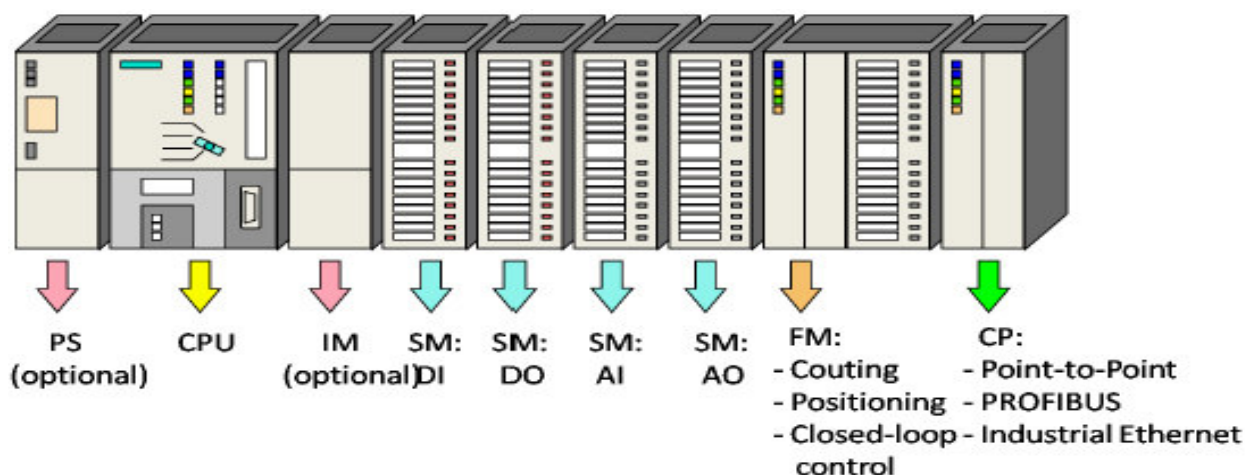 PS
(optional)
CPU
IM
(optional)
SM:
DI
SM:
DO
SM:
AI
SM:
AO
FM:
- Couting
- Positioning
- Closed-loop
control
CP:
- Point-to-Point
- PROFIBUS
- Industrial Ethernet